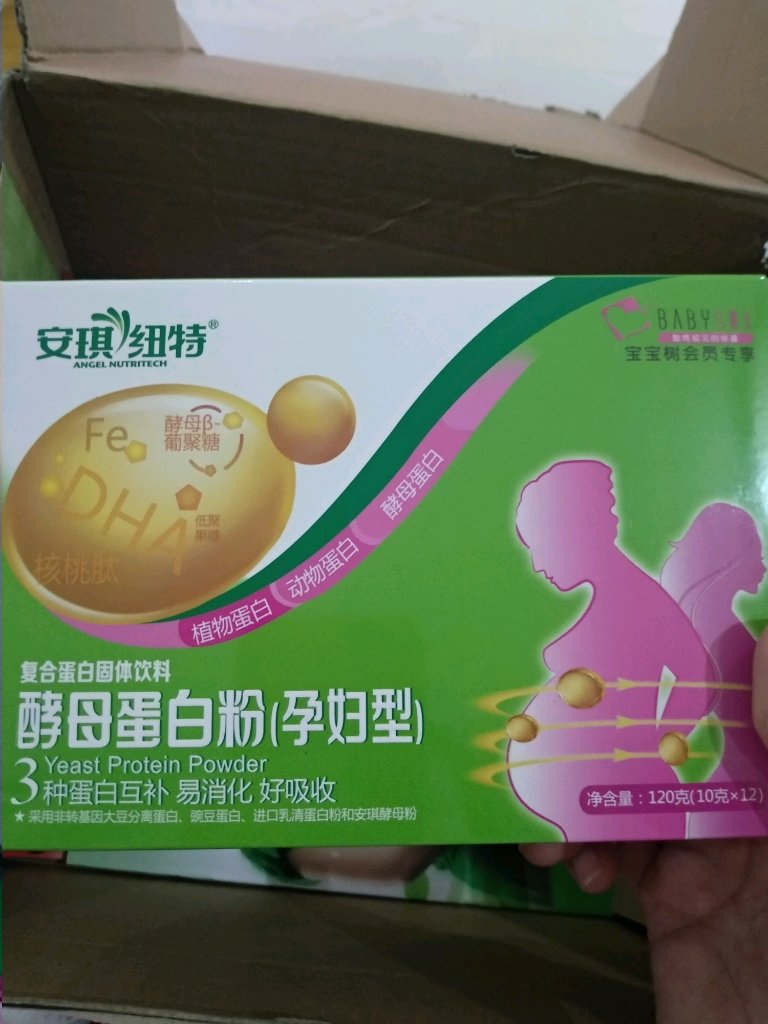 安琪纽特®
ANGEL NUTRITECH
BABY
宝宝树会员专享
Fe
酵母β-
葡聚糖
DHA
低聚
果糖
核桃肽
植物蛋白
动物蛋白
酵母蛋白
复合蛋白固体饮料
酵母蛋白粉(孕妇型)
Yeast Protein Powder
3种蛋白互补 易消化 好吸收
★ 采用非转基因大豆分离蛋白、豌豆蛋白、进口乳清蛋白粉和安琪酵母粉
净含量：120克(10克×12)